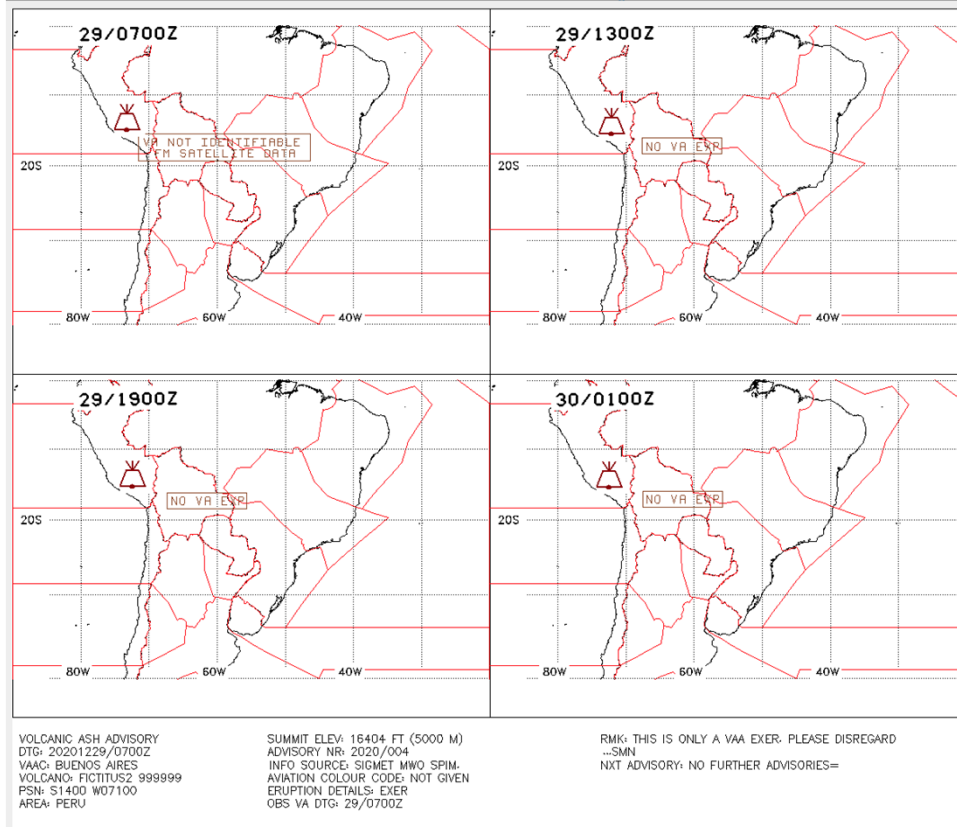 29/0700Z
VA NOT IDENTIFIABLE
FM SATELLITE DATA
20S
80W 60W 40W
29/1300Z
NO VA EXP
20S
80W 60W 40W
29/1900Z
NO VA EXP
20S
80W 60W 40W
30/0100Z
NO VA EXP
20S
80W 60W 40W
VOLCANIC ASH ADVISORY
DTG: 20201229/0700Z
VAAC: BUENOS AIRES
VOLCANO: FICTITUS2 999999
PSN: S1400 W07100
AREA: PERU
SUMMIT ELEV: 16404 FT (5000 M)
ADVISORY NR: 2020/004
INFO SOURCE: SIGMET MWO SPIM.
AVIATION COLOUR CODE: NOT GIVEN
ERUPTION DETAILS: EXER
OBS VA DTG: 29/0700Z
RMK: THIS IS ONLY A VAA EXER. PLEASE DISREGARD
...SMN
NXT ADVISORY: NO FURTHER ADVISORIES=